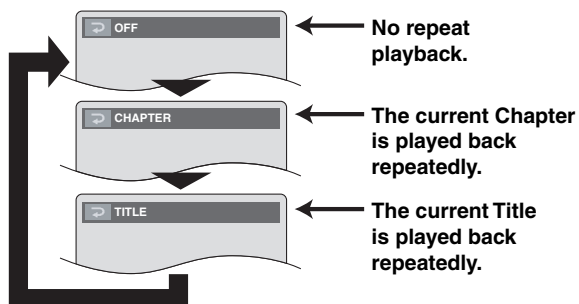 OFF
No repeat
playback.
CHAPTER
The current Chapter
is played back
repeatedly.
TITLE
The current Title
is played back
repeatedly.